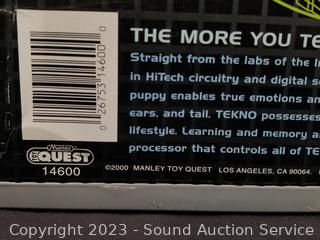 THE MORE YOU TE
Straight from the labs of the I
in HiTech circuitry and digital s
puppy enables true emotions an
ears, and tail. TEKNO possesses
lifestyle. Learning and memory a
processor that controls all of TE
0 26753 14600 0
Manley
QUEST
14600
©2000 MANLEY TOY QUEST LOS ANGELES, CA 90064.
Copyright 2023 - Sound Auction Service